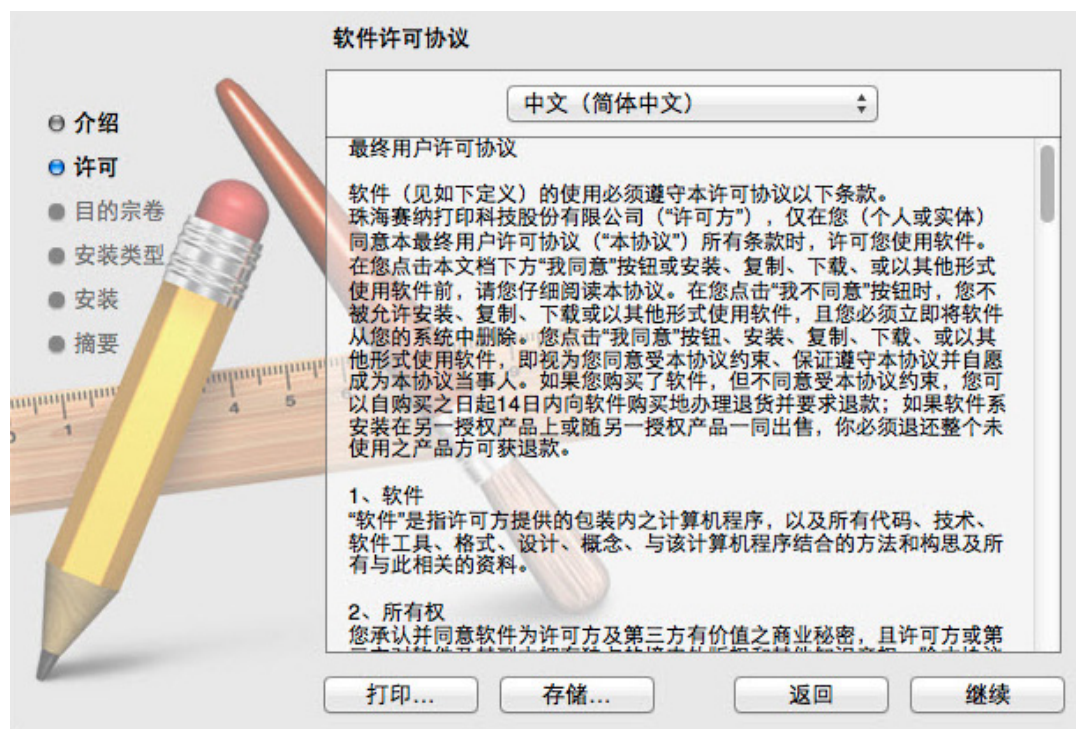 软件许可协议
介绍
许可
目的宗卷
安装类型
安装
摘要
中文（简体中文）
最终用户许可协议
软件（见如下定义）的使用必须遵守本许可协议以下条款。
珠海赛纳打印科技股份有限公司（“许可方”），仅在您（个人或实体）
同意本最终用户许可协议（“本协议”）所有条款时，许可您使用软件。
在您点击本文档下方“我同意”按钮或安装、复制、下载、或以其他形式
使用软件前，请您仔细阅读本协议。在您点击“我不同意”按钮时，您不
被允许安装、复制、下载或以其他形式使用软件，且您必须立即将软件
从您的系统中删除。您点击“我同意”按钮、安装、复制、下载、或以其
他形式使用软件，即视为您同意受本协议约束、保证遵守本协议并自愿
成为本协议当事人。如果您购买了软件，但不同意受本协议约束，您可
以自购买之日起14日内向软件购买地办理退货并要求退款；如果软件系
安装在另一授权产品上或随另一授权产品一同出售，你必须退还整个未
使用之产品方可获退款。
1、软件
“软件”是指许可方提供的包装内之计算机程序，以及所有代码、技术、
软件工具、格式、设计、概念、与该计算机程序结合的方法和构思及所
有与此相关的资料。
2、所有权
您承认并同意软件为许可方及第三方有价值之商业秘密，且许可方或第
1
4
5
打印...
存储...
返回
继续